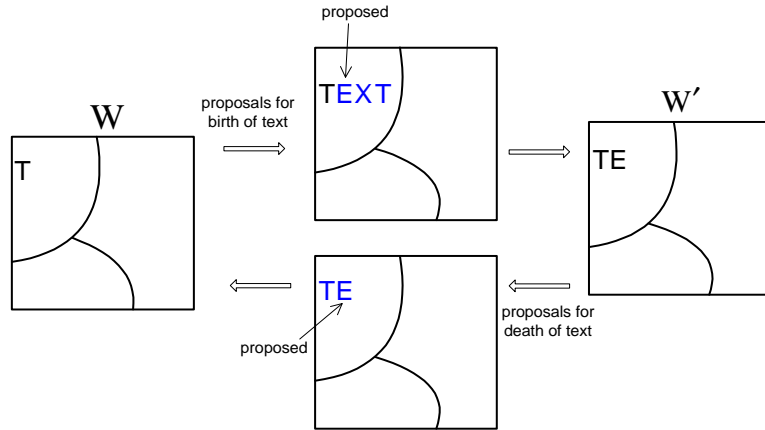 proposed
TEXT
W
proposals for
birth of text
T
W′
TE
TE
proposed
proposals for
death of text